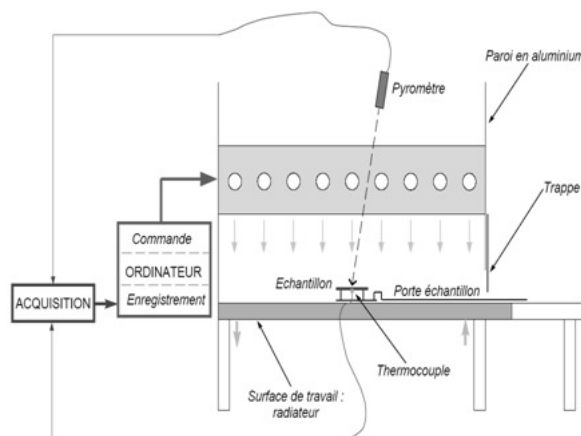 Pyromètre
Paroi en aluminium
Trappe
Commande
ORDINATEUR
Enregistrement
ACQUISITION
Echantillon
Porte échantillon
Thermocouple
Surface de travail :
radiateur